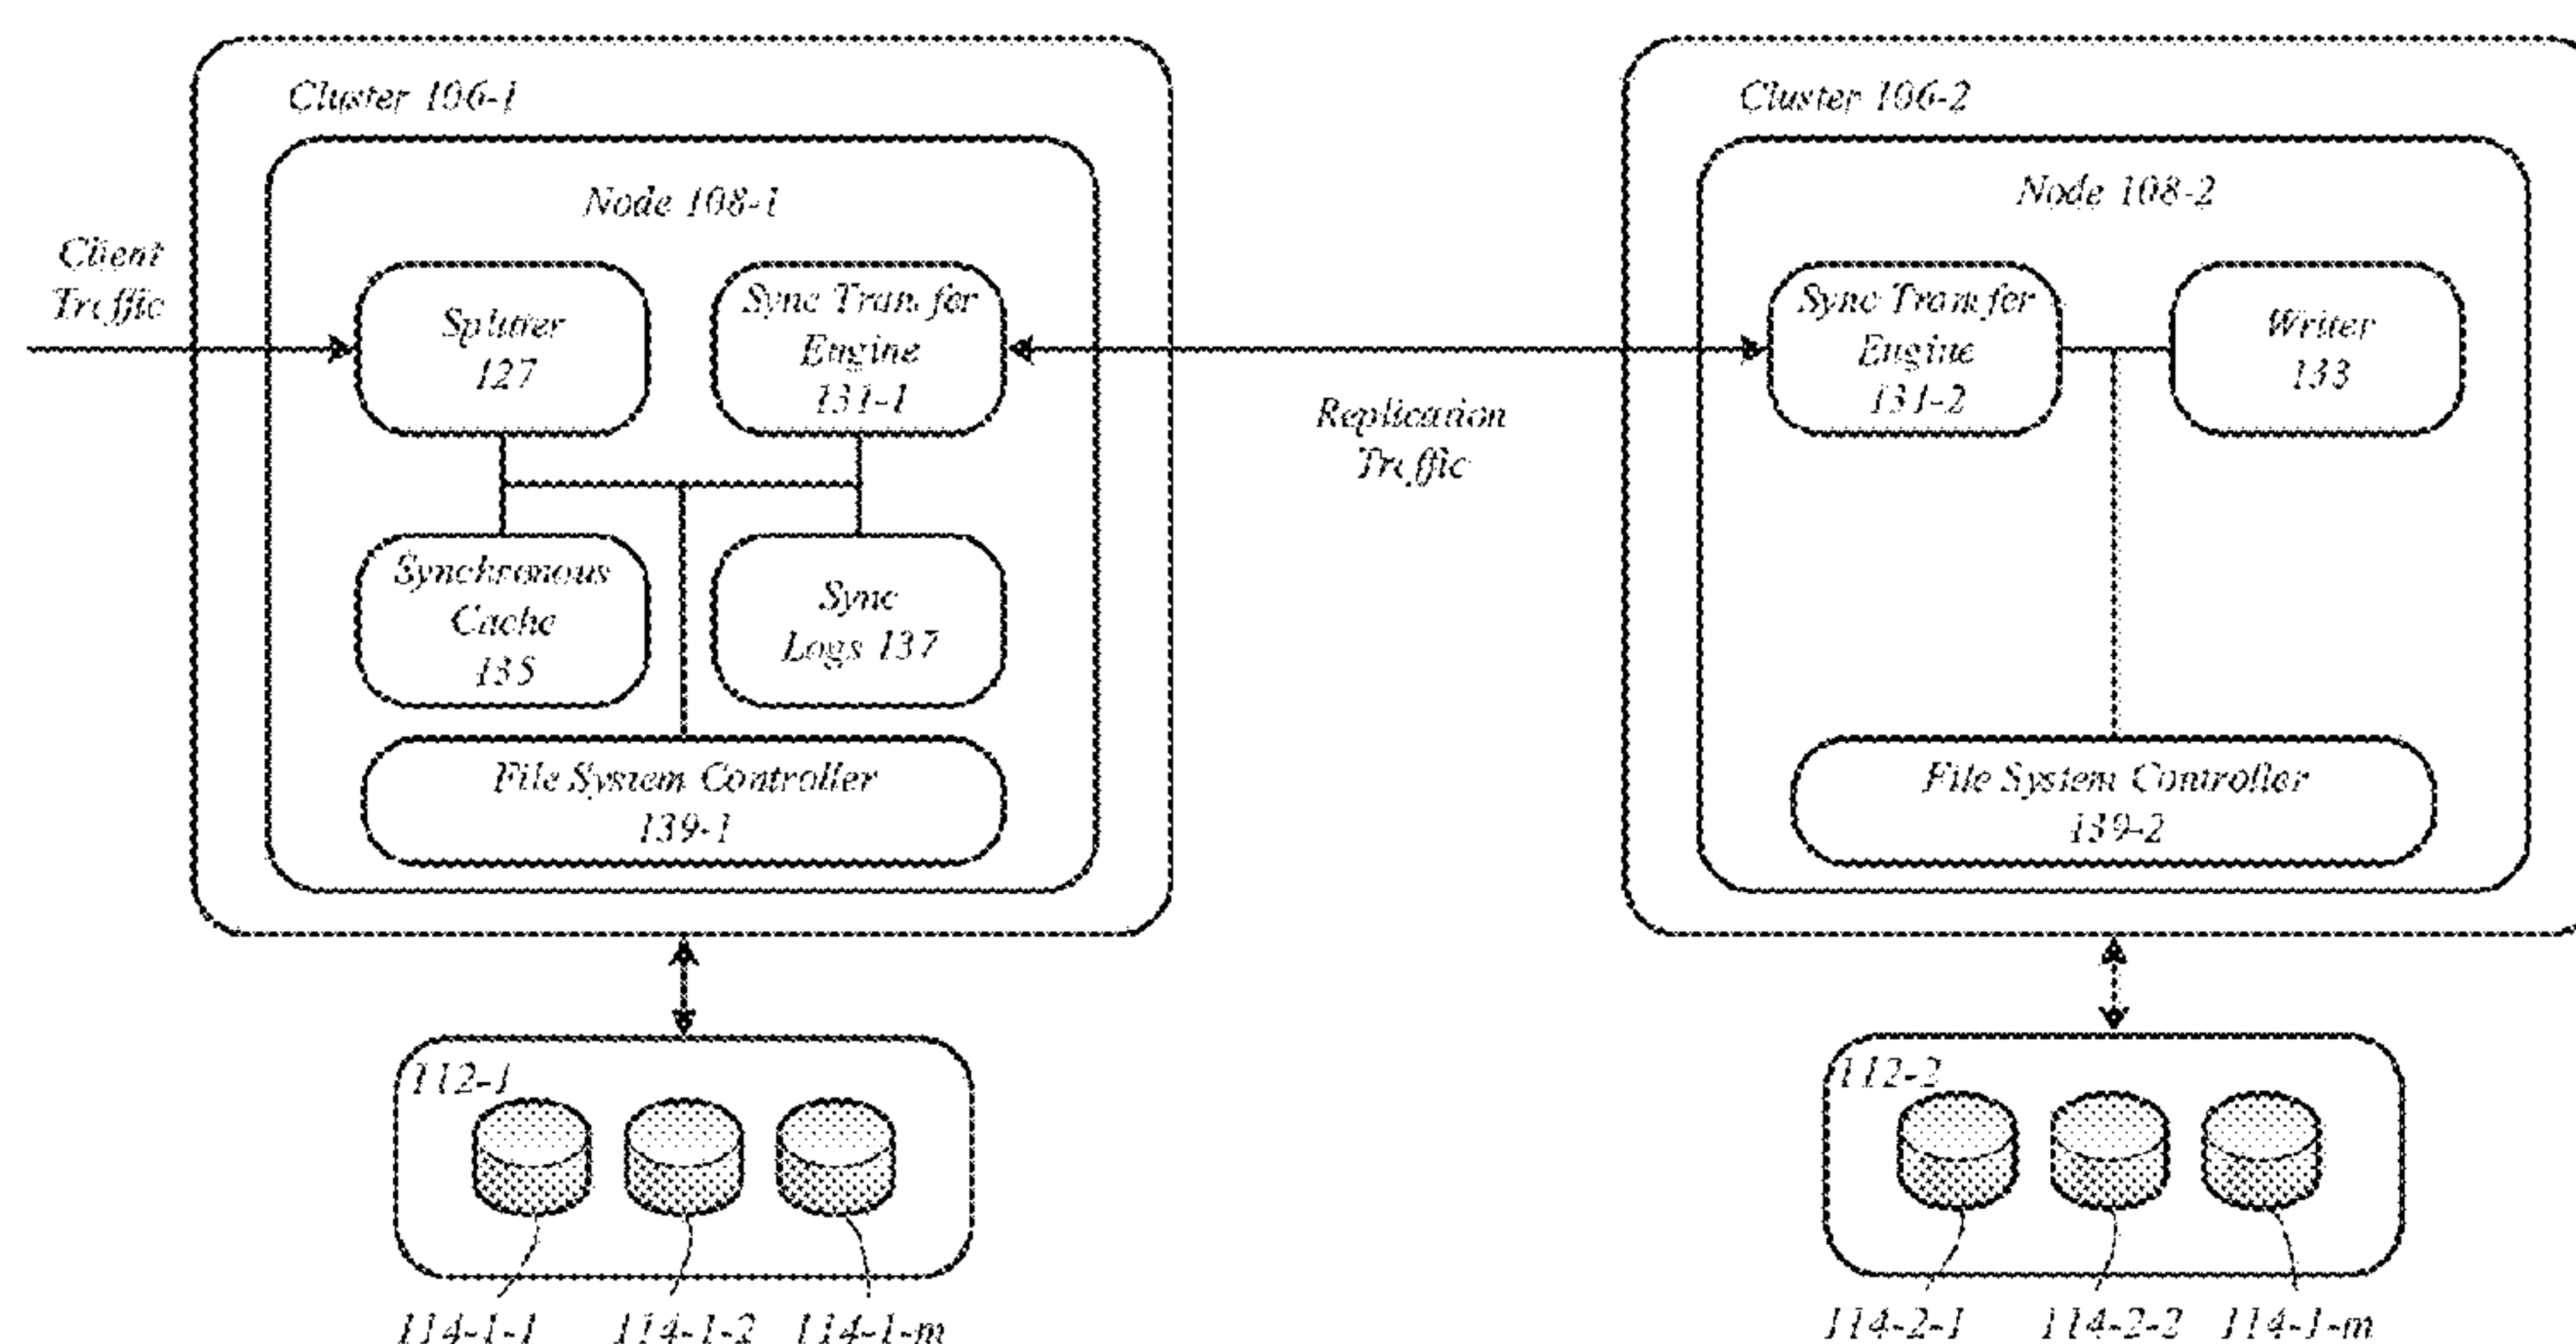 Cluster 106-1
Node 108-1
Client
Traffic
Splitter
127
Sync Transfer
Engine
131-1
Synchronous
Cache
135
Sync
Logs 137
File System Controller
139-1
112-1
114-1-1
114-1-2
114-1-m
Replication
Traffic
Cluster 106-2
Node 108-2
Sync Transfer
Engine
131-2
Writer
133
File System Controller
139-2
112-2
114-2-1
114-2-2
114-1-m